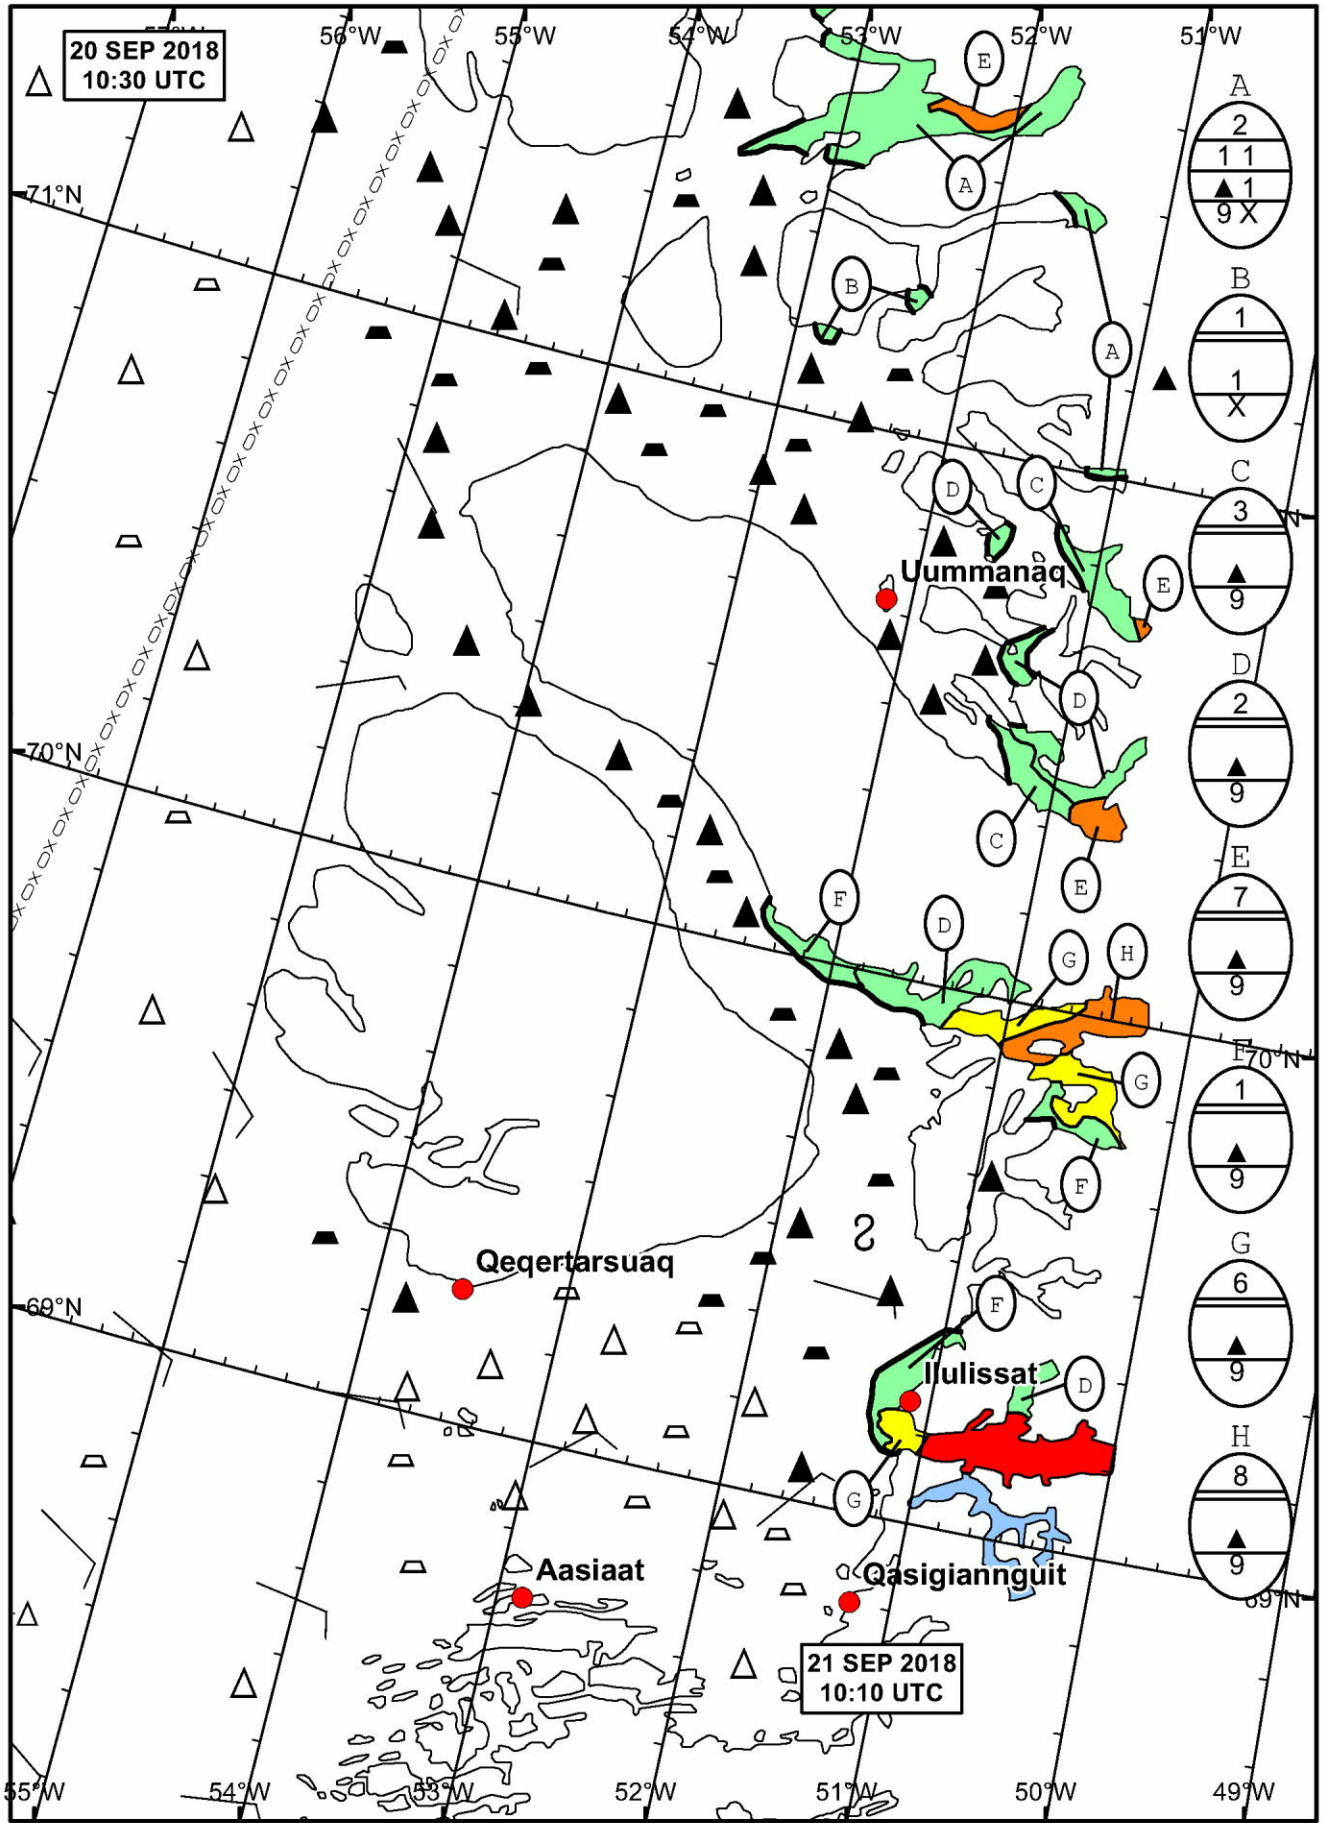 57°W 56°W 55°W 54°W 53°W 52°W 51°W
20 SEP 2018
10:30 UTC
E
A
2
1 1
1
9 X
A
71°N
B
B
1
1
X
A
C
3
9
D
C
N
Uummanaq
E
D
2
9
D
70°N
C
E
E
7
9
F
D
G
H
F
70°N
1
9
G
F
G
6
9
Qeqertarsuaq
69°N
F
Ilulissat
D
H
8
9
G
Aasiaat
Qasigiannguit
69°N
21 SEP 2018
10:10 UTC
55°W 54°W 53°W 52°W 51°W 50°W 49°W